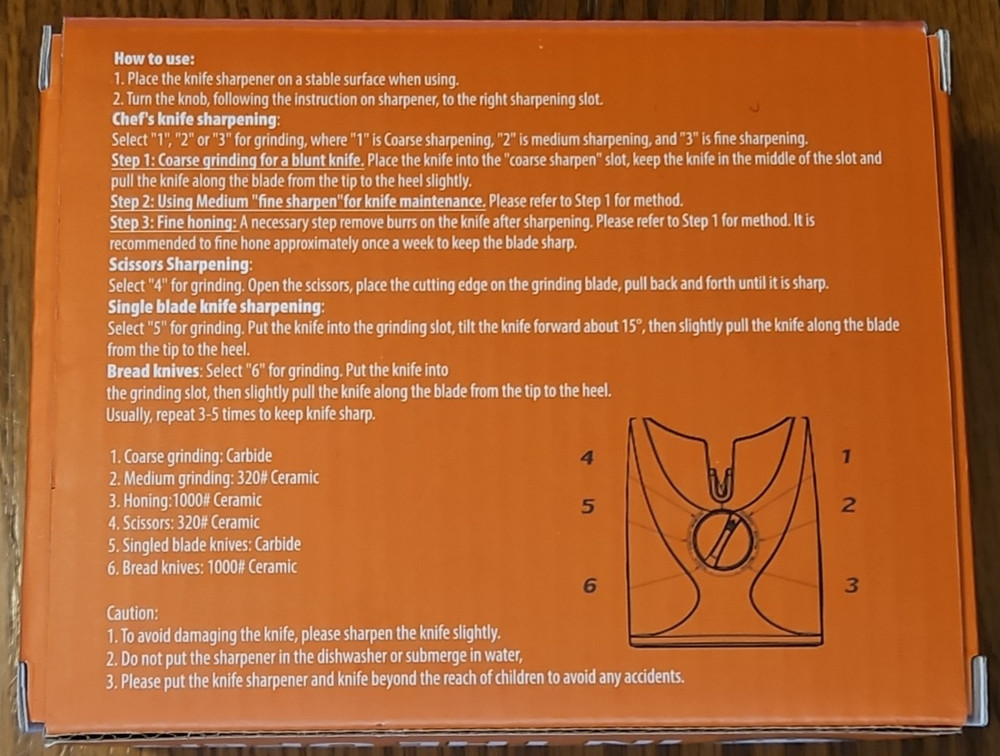 How to use:
1. Place the knife sharpener on a stable surface when using.
2. Turn the knob, following the instruction on sharpener, to the right sharpening slot.
Chef's knife sharpening:
Select "1", "2" or "3" for grinding, where "1" is Coarse sharpening, "2" is medium sharpening, and "3" is fine sharpening.
Step 1: Coarse grinding for a blunt knife. Place the knife into the "coarse sharpen" slot, keep the knife in the middle of the slot and
pull the knife along the blade from the tip to the heel slightly.
Step 2: Using Medium "fine sharpen"for knife maintenance. Please refer to Step 1 for method.
Step 3: Fine honing: A necessary step remove burrs on the knife after sharpening. Please refer to Step 1 for method. It is
recommended to fine hone approximately once a week to keep the blade sharp.
Scissors Sharpening:
Select "4" for grinding. Open the scissors, place the cutting edge on the grinding blade, pull back and forth until it is sharp.
Single blade knife sharpening:
Select "5" for grinding. Put the knife into the grinding slot, tilt the knife forward about 15°, then slightly pull the knife along the blade
from the tip to the heel.
Bread knives: Select "6" for grinding. Put the knife into
the grinding slot, then slightly pull the knife along the blade from the tip to the heel.
Usually, repeat 3-5 times to keep knife sharp.
1. Coarse grinding: Carbide
2. Medium grinding: 320# Ceramic
3. Honing:1000# Ceramic
4. Scissors: 320# Ceramic
5. Singled blade knives: Carbide
6. Bread knives: 1000# Ceramic
4 1
5 2
6 3
Caution:
1. To avoid damaging the knife, please sharpen the knife slightly.
2. Do not put the sharpener in the dishwasher or submerge in water,
3. Please put the knife sharpener and knife beyond the reach of children to avoid any accidents.